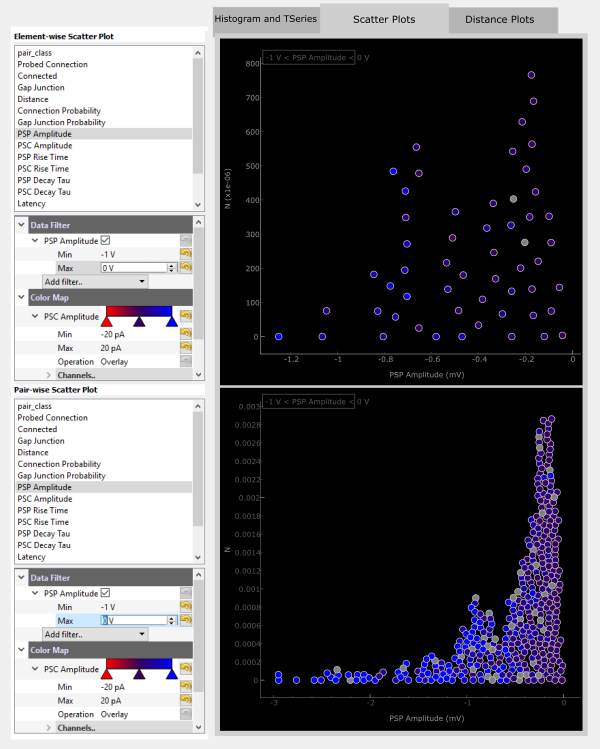 Histogram and TSeries
Scatter Plots
Distance Plots
Element-wise Scatter Plot
pair_class
Probed Connection
Connected
Gap Junction
Distance
Connection Probability
Gap Junction Probability
PSP Amplitude
PSC Amplitude
PSP Rise Time
PSC Rise Time
PSP Decay Tau
PSC Decay Tau
Latency
Data Filter
PSP Amplitude
Min -1 V
Max 0 V
Add filter..
Color Map
PSC Amplitude
Min -20 pA
Max 20 pA
Operation Overlay
Channels..
-1 V < PSP Amplitude < 0 V
800
700
600
500
400
300
200
100
0
N (x1e-06)
-1.2 -1 -0.8 -0.6 -0.4 -0.2 0
PSP Amplitude (mV)
Pair-wise Scatter Plot
pair_class
Probed Connection
Connected
Gap Junction
Distance
Connection Probability
Gap Junction Probability
PSP Amplitude
PSC Amplitude
PSP Rise Time
PSC Rise Time
PSP Decay Tau
PSC Decay Tau
Latency
Data Filter
PSP Amplitude
Min -1 V
Max 0 V
Add filter..
Color Map
PSC Amplitude
Min -20 pA
Max 20 pA
Operation Overlay
Channels..
-1 V < PSP Amplitude < 0 V
0.003
0.0028
0.0026
0.0024
0.0022
0.002
0.0018
0.0016
0.0014
0.0012
0.001
0.0008
0.0006
0.0004
0.0002
0
N
-3 -2 -1 -0
PSP Amplitude (mV)